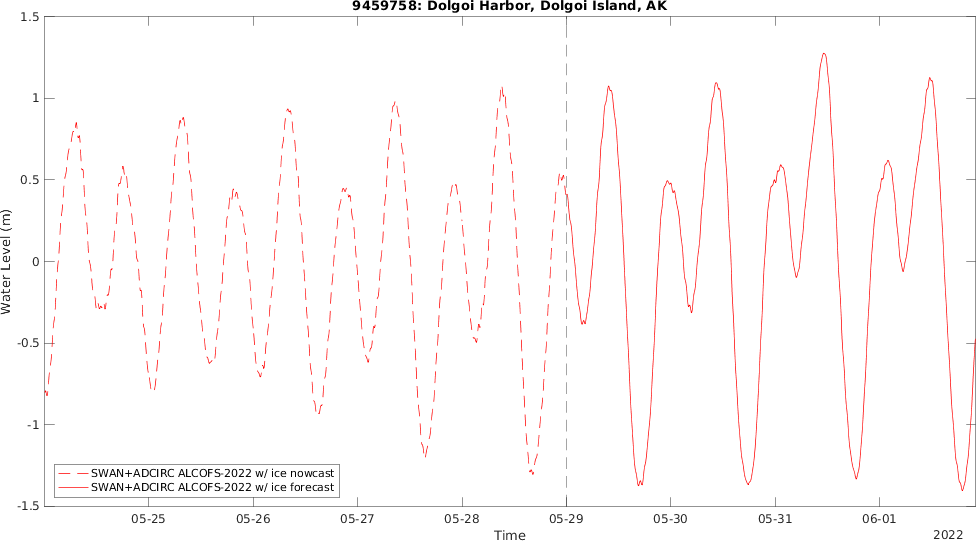 9459758: Dolgoi Harbor, Dolgoi Island, AK
1.5
1
0.5
0
-0.5
-1
-1.5
Water Level (m)
SWAN+ADCIRC ALCOFS-2022 w/ ice nowcast
SWAN+ADCIRC ALCOFS-2022 w/ ice forecast
05-25 05-26 05-27 05-28 05-29 05-30 05-31 06-01
Time
2022